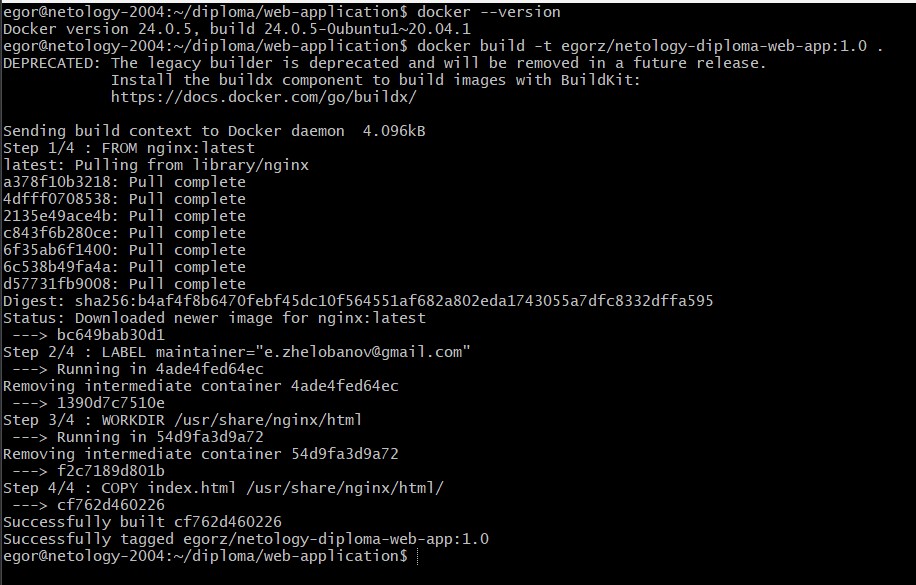 egor@netology-2004:~/diploma/web-application$ docker --version
Docker version 24.0.5, build 24.0.5-0ubuntu1~20.04.1
egor@netology-2004:~/diploma/web-application$ docker build -t egorz/netology-diploma-web-app:1.0 .
DEPRECATED: The legacy builder is deprecated and will be removed in a future release.
            Install the buildx component to build images with BuildKit:
            https://docs.docker.com/go/buildx/

Sending build context to Docker daemon  4.096kB
Step 1/4 : FROM nginx:latest
latest: Pulling from library/nginx
a378f10b3218: Pull complete
4dfff0708538: Pull complete
2135e49ace4b: Pull complete
c843f6b280ce: Pull complete
6f35ab6f1400: Pull complete
6c538b49fa4a: Pull complete
d57731fb9008: Pull complete
Digest: sha256:b4af4f8b6470febf45dc10f564551af682a802eda1743055a7dfc8332dffa595
Status: Downloaded newer image for nginx:latest
 ---> bc649bab30d1
Step 2/4 : LABEL maintainer="e.zhelobanov@gmail.com"
 ---> Running in 4ade4fed64ec
Removing intermediate container 4ade4fed64ec
 ---> 1390d7c7510e
Step 3/4 : WORKDIR /usr/share/nginx/html
 ---> Running in 54d9fa3d9a72
Removing intermediate container 54d9fa3d9a72
 ---> f2c7189d801b
Step 4/4 : COPY index.html /usr/share/nginx/html/
 ---> cf762d460226
Successfully built cf762d460226
Successfully tagged egorz/netology-diploma-web-app:1.0
egor@netology-2004:~/diploma/web-application$